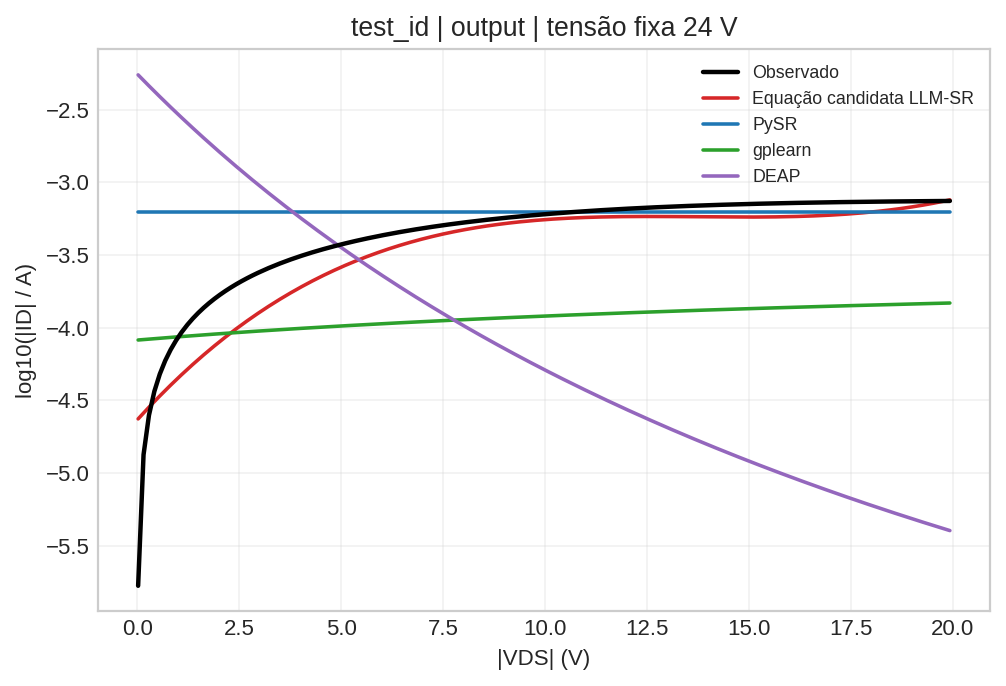 test_id | output | tensão fixa 24 V
Observado
Equação candidata LLM-SR
PySR
gplearn
DEAP
−2.5
−3.0
−3.5
−4.0
−4.5
−5.0
−5.5
log10(|ID| / A)
0.0 2.5 5.0 7.5 10.0 12.5 15.0 17.5 20.0
|VDS| (V)